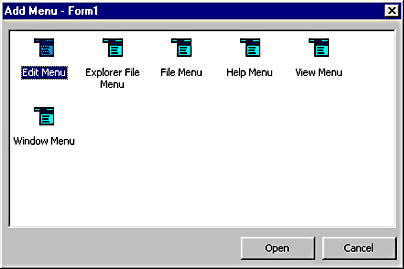 Add Menu - Form1
Edit Menu
Explorer File
Menu
File Menu
Help Menu
View Menu
Window Menu
Open
Cancel